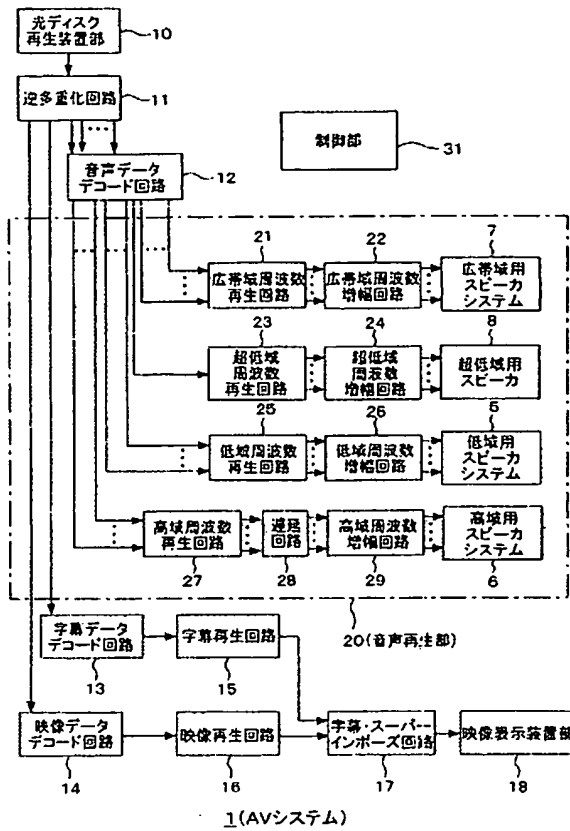 光ディスク
再生装置部
10
逆多重化回路
11
音声データ
デコード回路
12
制御部
31
21
広帯域周波数
再生回路
22
広帯域周波数
増幅回路
7
広帯域用
スピーカ
システム
23
超低域
周波数
再生回路
24
超低域
周波数
増幅回路
8
超低域用
スピーカ
25
低域周波数
再生回路
26
低域周波数
増幅回路
5
低域用
スピーカ
システム
高域周波数
再生回路
27
遅延
回路
28
高域周波数
増幅回路
29
高域用
スピーカ
システム
6
20(音声再生部)
字幕データ
デコード回路
13
字幕再生回路
15
映像データ
デコード回路
14
映像再生回路
16
字幕・スーパー
インポーズ回路
17
映像表示装置部
18
1(AVシステム)